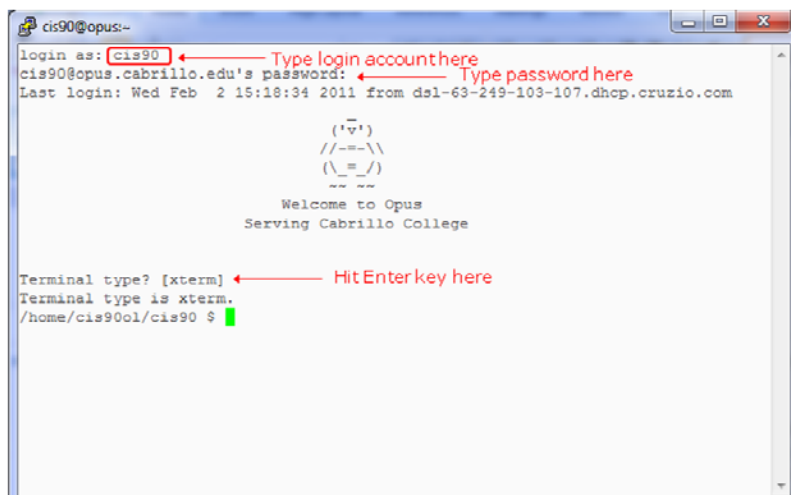 cis90@opus:~
login as: cis90 Type login account here
cis90@opus.cabrillo.edu's password: Type password here
Last login: Wed Feb  2 15:18:34 2011 from dsl-63-249-103-107.dhcp.cruzio.com
_
('v')
//-=-\\
(\_=_/)
~~ ~~
Welcome to Opus
Serving Cabrillo College
Terminal type? [xterm] Hit Enter key here
Terminal type is xterm.
/home/cis90ol/cis90 $